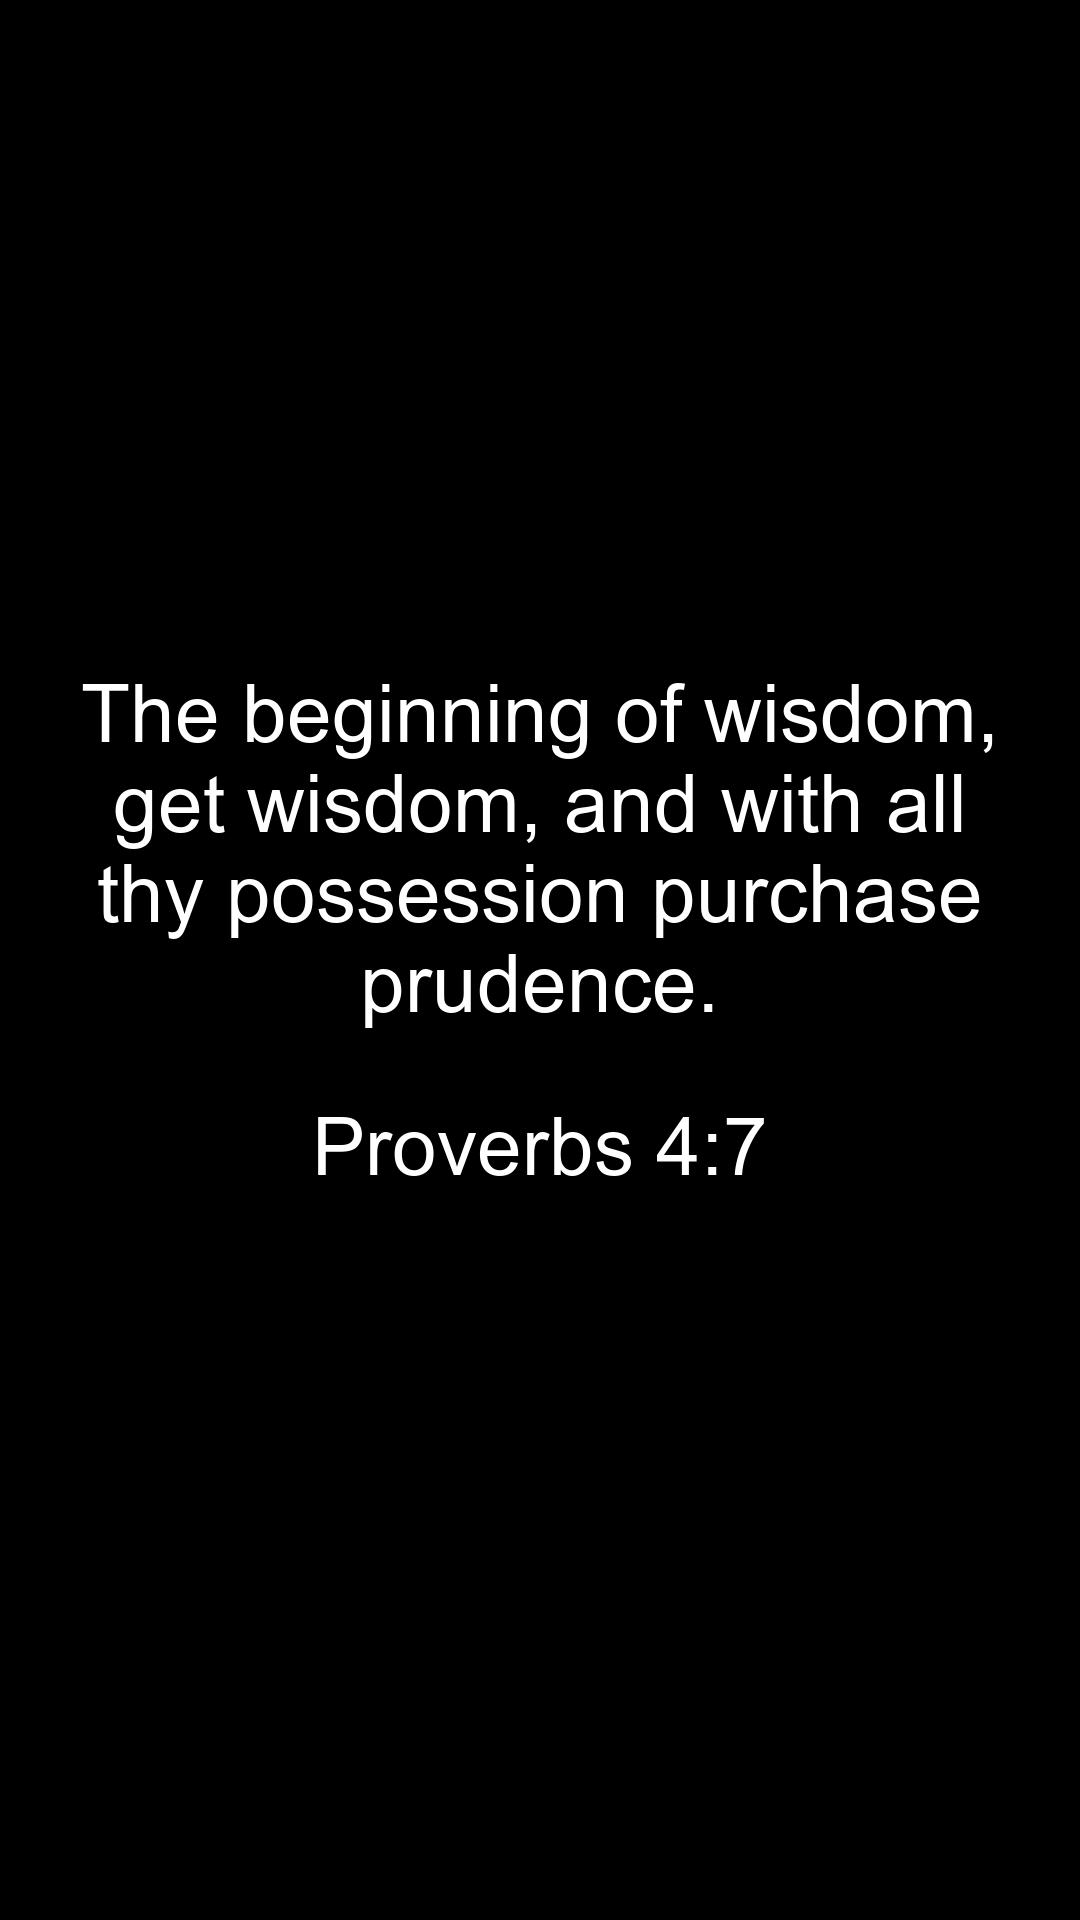 The beginning of wisdom,
get wisdom, and with all
thy possession purchase
prudence.
Proverbs 4:7